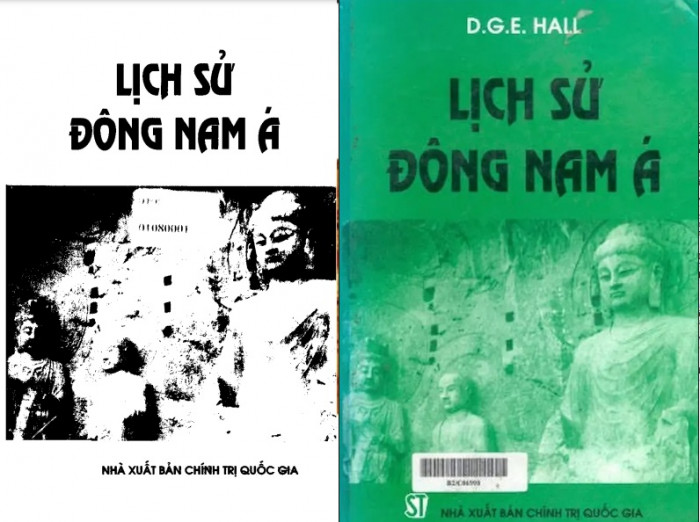 LỊCH SỬ
ĐÔNG NAM Á
01080001
NHÀ XUẤT BẢN CHÍNH TRỊ QUỐC GIA
D.G.E. HALL
LỊCH SỬ
ĐÔNG NAM Á
ST
NHÀ XUẤT BẢN CHÍNH TRỊ QUỐC GIA